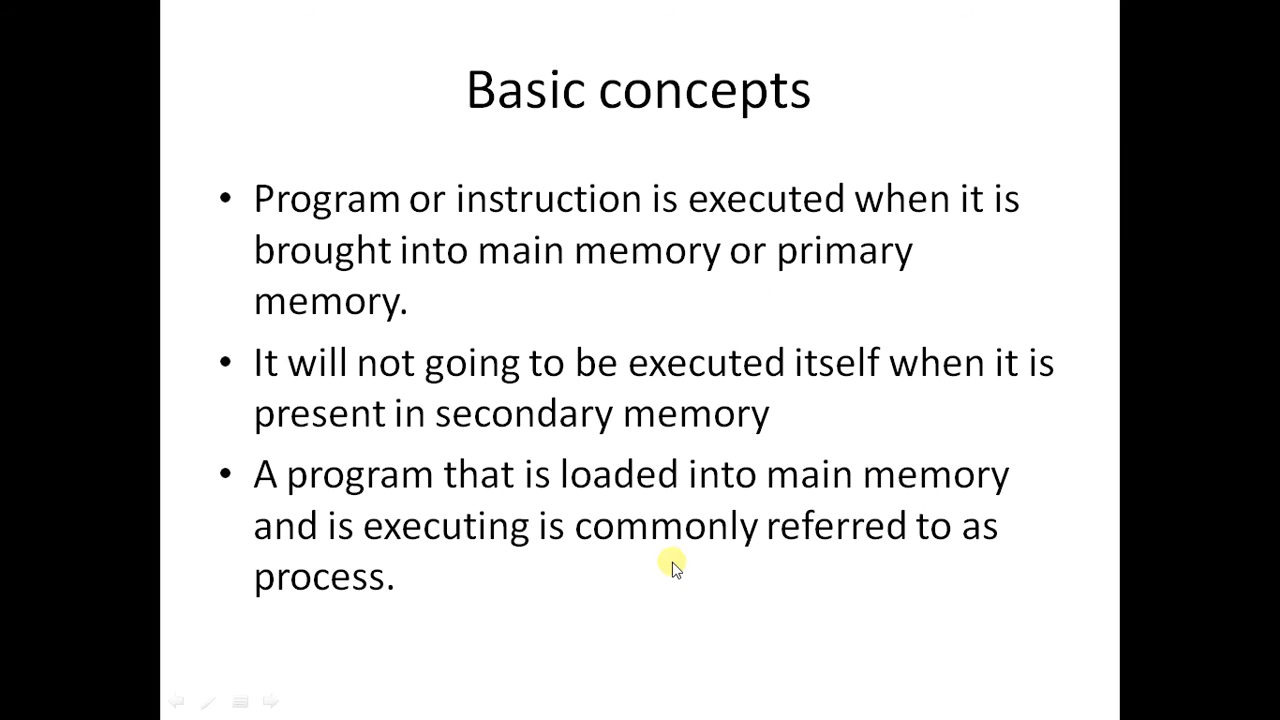 Basic concepts
• Program or instruction is executed when it is
brought into main memory or primary
memory.
• It will not going to be executed itself when it is
present in secondary memory
• A program that is loaded into main memory
and is executing is commonly referred to as
process.